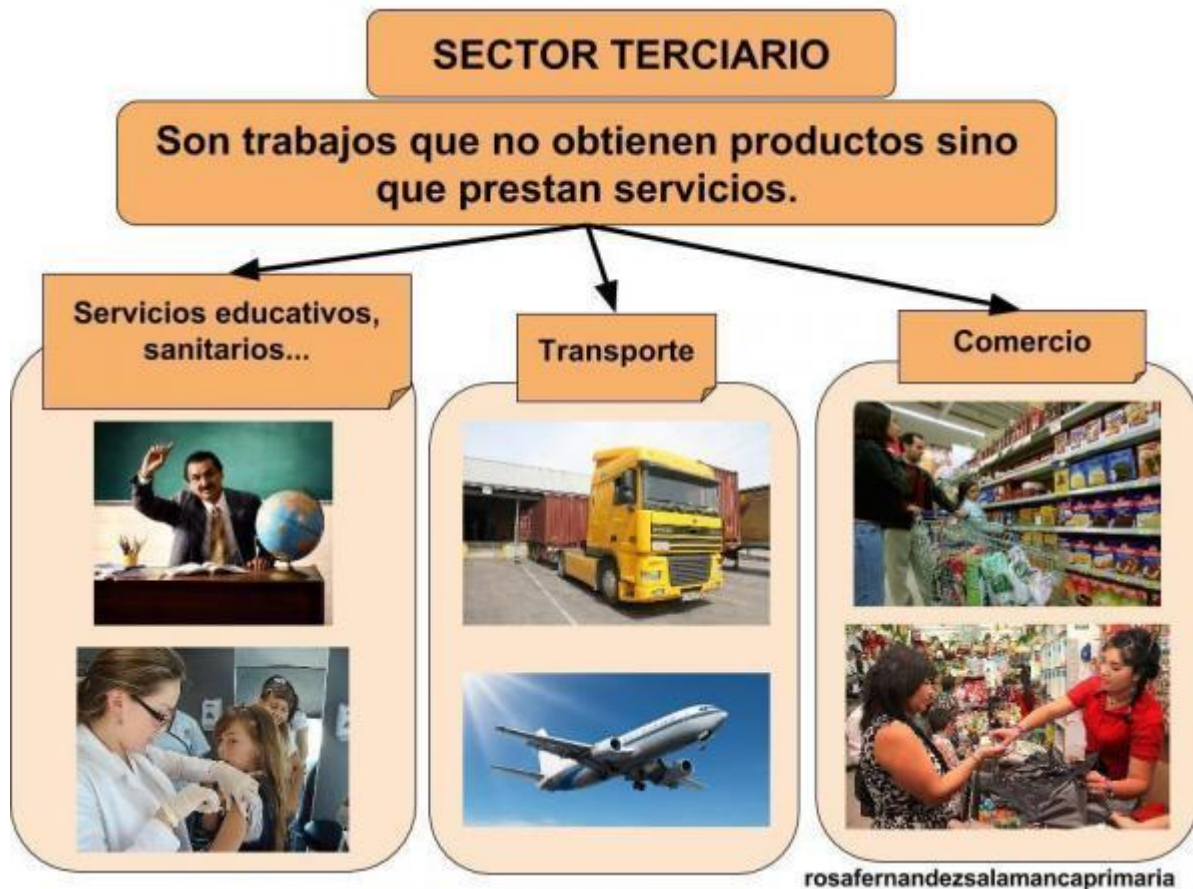 SECTOR TERCIARIO
Son trabajos que no obtienen productos sino
que prestan servicios.
Servicios educativos,
sanitarios...
Transporte
Comercio
rosafernandezsalamancaprimaria